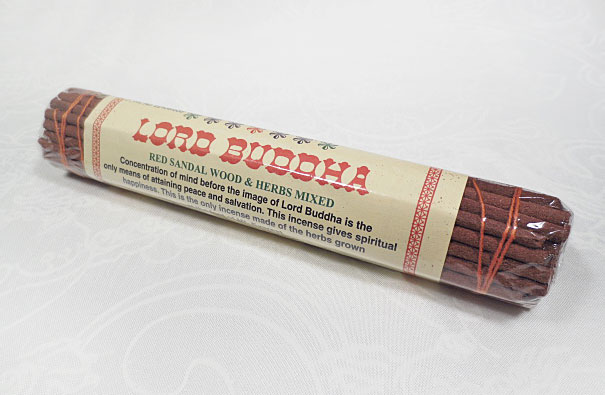 LORD BUDDHA
RED SANDAL WOOD & HERBS MIXED
Concentration of mind before the image of Lord Buddha is the
only means of attaining peace and salvation. This incense gives spiritual
happiness. This is the only incense made of the herbs grown